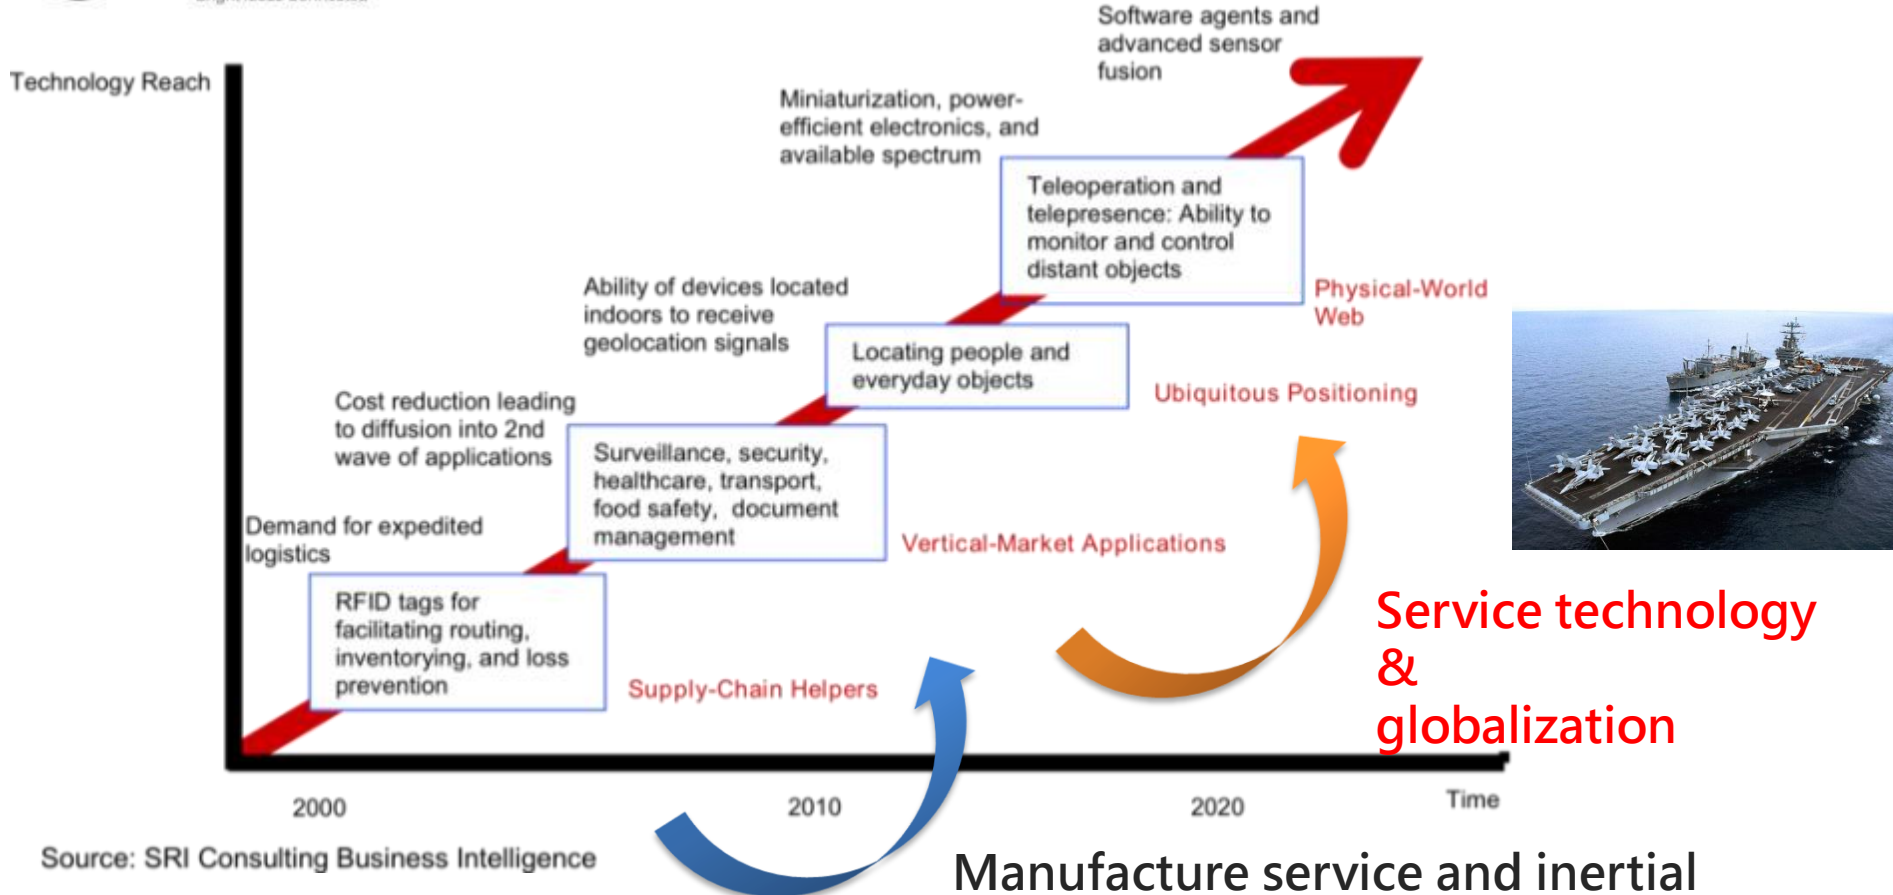 Software agents and
advanced sensor
fusion
Technology Reach
Miniaturization, power-
efficient electronics, and
available spectrum
Teleoperation and
telepresence: Ability to
monitor and control
distant objects
Physical-World
Web
Ability of devices located
indoors to receive
geolocation signals
Locating people and
everyday objects
Ubiquitous Positioning
Cost reduction leading
to diffusion into 2nd
wave of applications
Surveillance, security,
healthcare, transport,
food safety, document
management
Vertical-Market Applications
Demand for expedited
logistics
RFID tags for
facilitating routing,
inventorying, and loss
prevention
Supply-Chain Helpers
Service technology
&
globalization
2000
2010
2020
Time
Source: SRI Consulting Business Intelligence
Manufacture service and inertial